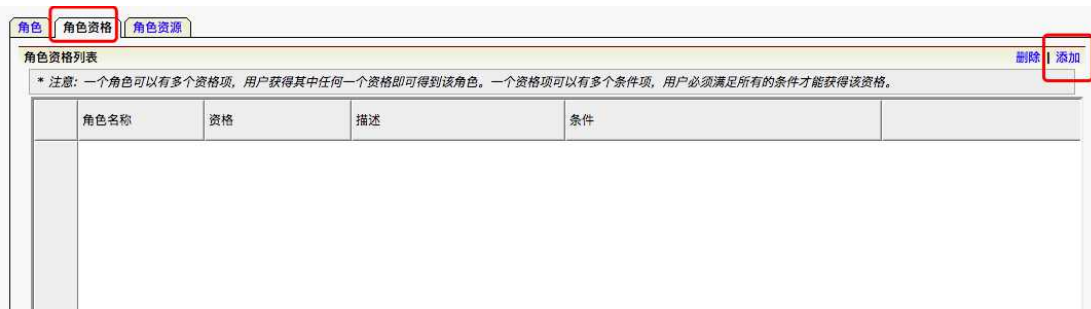 角色 角色资格 角色资源
角色资格列表 删除 | 添加
* 注意: 一个角色可以有多个资格项, 用户获得其中任何一个资格即可得到该角色。一个资格项可以有多个条件项, 用户必须满足所有的条件才能获得该资格。
角色名称 资格 描述 条件